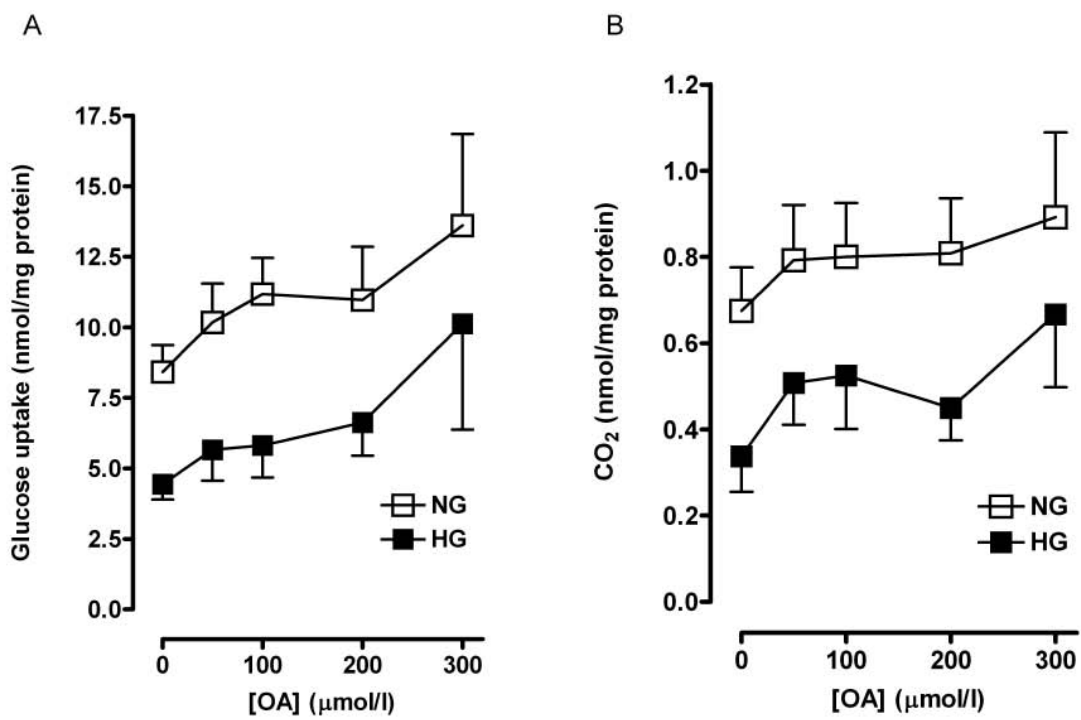 A
Glucose uptake (nmol/mg protein)
17.5
15.0
12.5
10.0
7.5
5.0
2.5
0.0
NG
HG
0 100 200 300
[OA] (μmol/l)
B
CO₂ (nmol/mg protein)
1.2
1.0
0.8
0.6
0.4
0.2
0.0
NG
HG
0 100 200 300
[OA] (μmol/l)